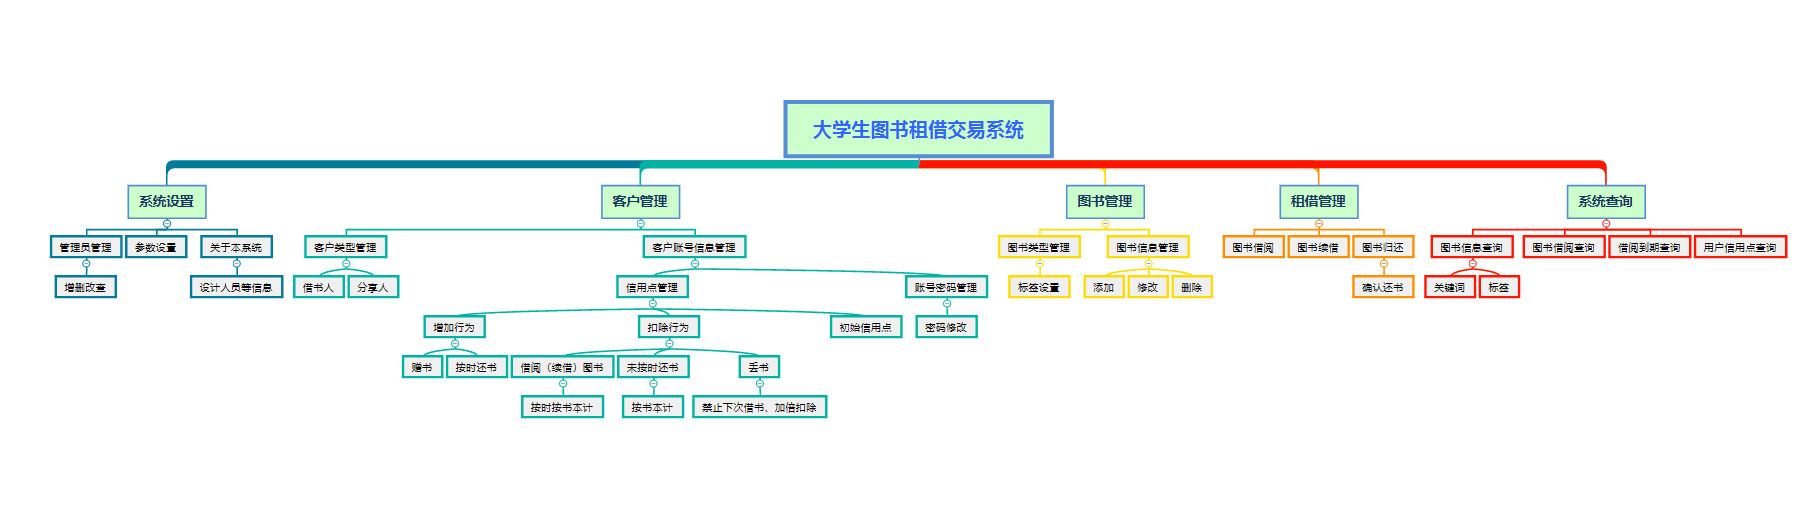 大学生图书租借交易系统
系统设置
客户管理
图书管理
租借管理
系统查询
管理员管理
参数设置
关于本系统
客户类型管理
客户账号信息管理
图书类型管理
图书信息管理
图书借阅
图书续借
图书归还
图书信息查询
图书借阅查询
借阅到期查询
用户信用点查询
增删改查
设计人员等信息
借书人
分享人
信用点管理
账号密码管理
标签设置
添加
修改
删除
确认还书
关键词
标签
增加行为
扣除行为
初始信用点
密码修改
赠书
按时还书
借阅（续借）图书
未按时还书
丢书
按时按书本计
按书本计
禁止下次借书、加倍扣除